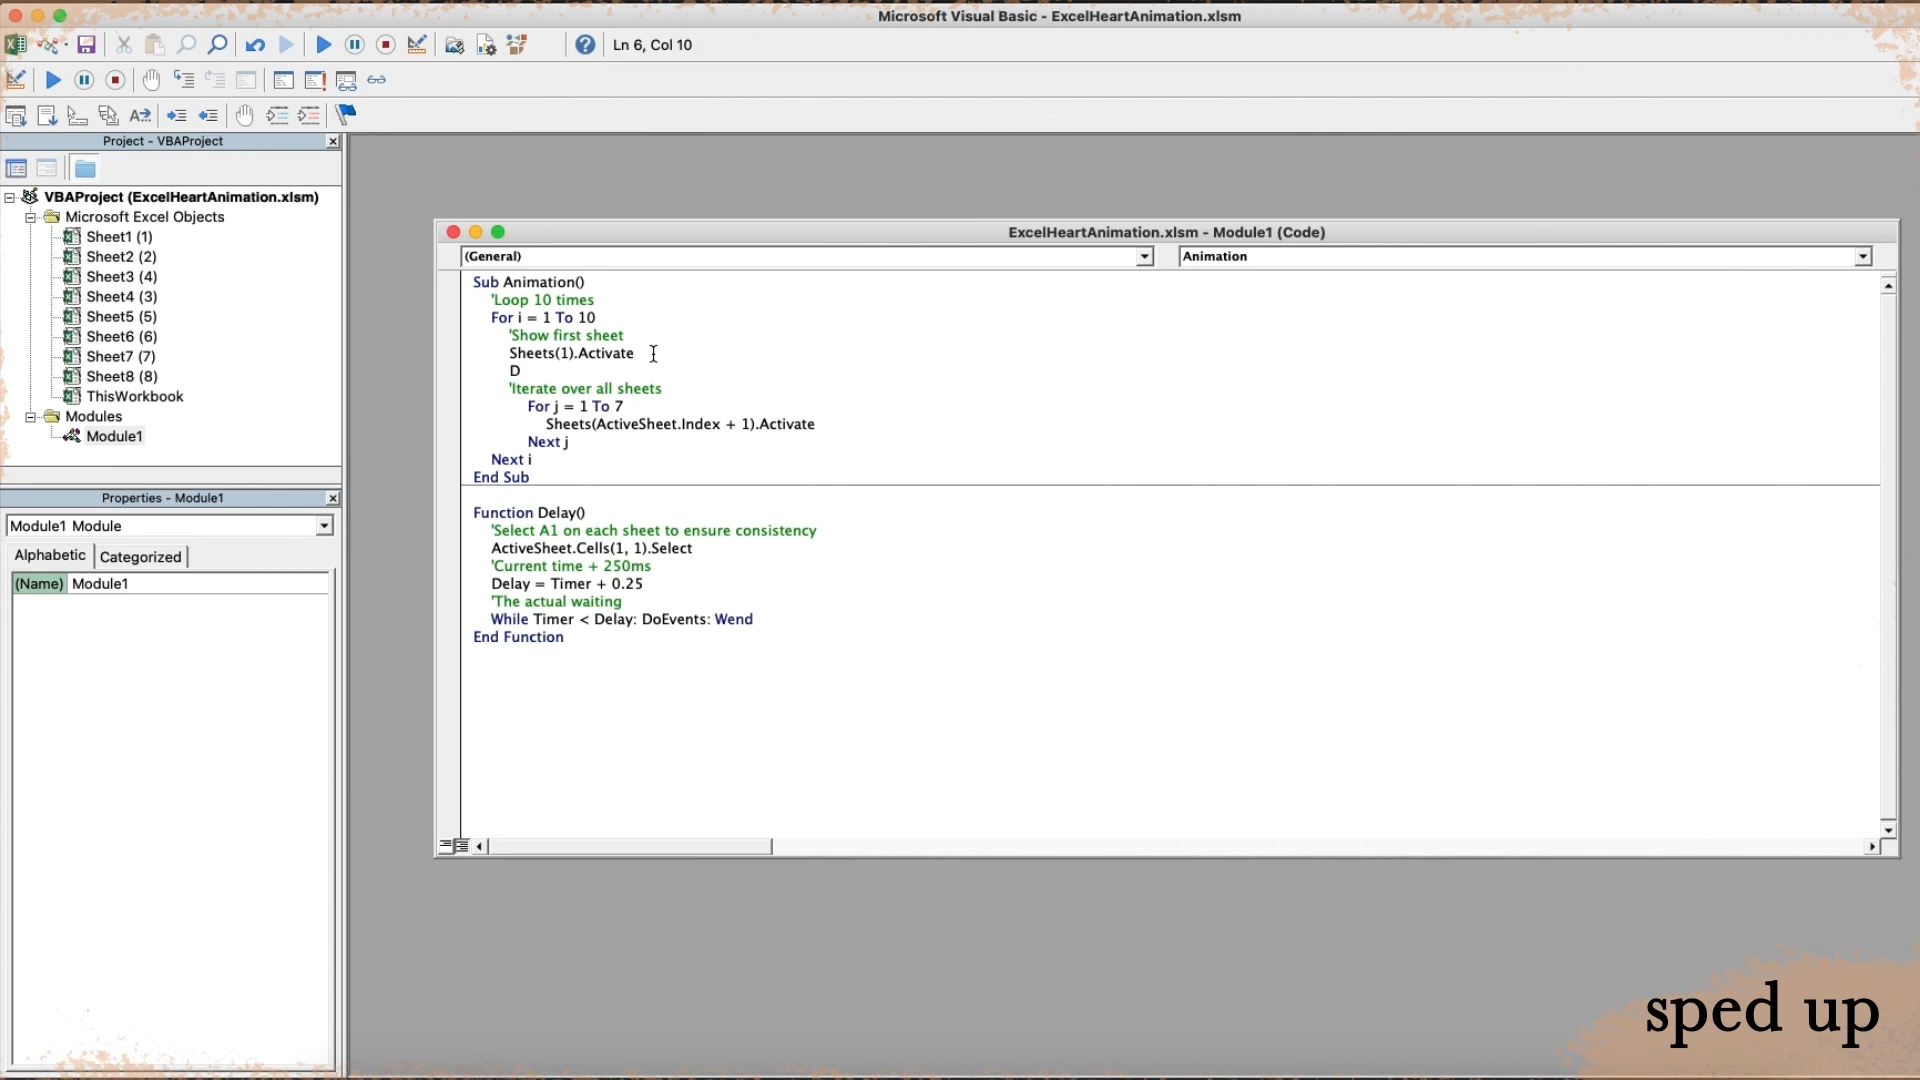 Microsoft Visual Basic - ExcelHeartAnimation.xlsm
Ln 6, Col 10
Project - VBAProject
VBAProject (ExcelHeartAnimation.xlsm)
Microsoft Excel Objects
Sheet1 (1)
Sheet2 (2)
Sheet3 (4)
Sheet4 (3)
Sheet5 (5)
Sheet6 (6)
Sheet7 (7)
Sheet8 (8)
ThisWorkbook
Modules
Module1
Properties - Module1
Module1 Module
Alphabetic Categorized
(Name) Module1
ExcelHeartAnimation.xlsm - Module1 (Code)
(General) Animation
Sub Animation()
'Loop 10 times
For i = 1 To 10
'Show first sheet
Sheets(1).Activate
D
'Iterate over all sheets
For j = 1 To 7
Sheets(ActiveSheet.Index + 1).Activate
Next j
Next i
End Sub
Function Delay()
'Select A1 on each sheet to ensure consistency
ActiveSheet.Cells(1, 1).Select
'Current time + 250ms
Delay = Timer + 0.25
'The actual waiting
While Timer < Delay: DoEvents: Wend
End Function
sped up